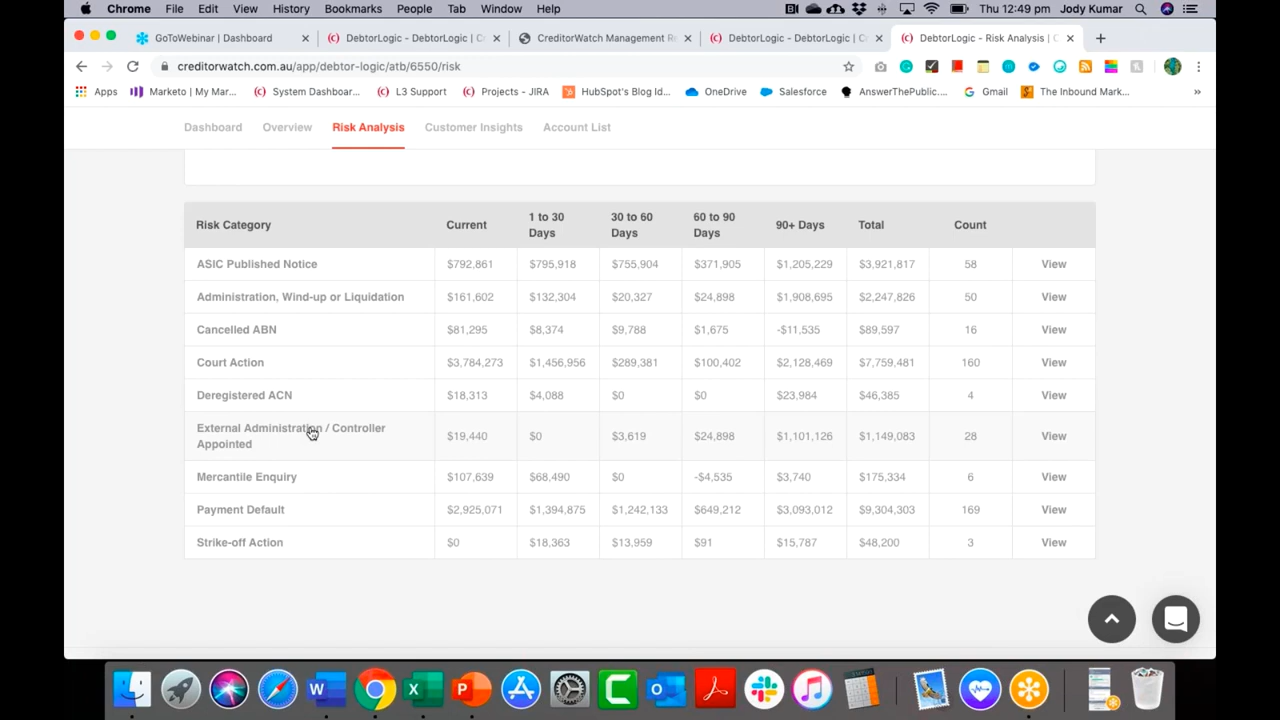 Chrome File Edit View History Bookmarks People Tab Window Help Thu 12:49 pm Jody Kumar
GoToWebinar | Dashboard DebtorLogic - DebtorLogic | C CreditorWatch Management R DebtorLogic - DebtorLogic | C DebtorLogic - Risk Analysis | C
creditorwatch.com.au/app/debtor-logic/atb/6550/risk
Apps Marketo | My Mar... System Dashboar... L3 Support Projects - JIRA HubSpot's Blog Id... OneDrive Salesforce AnswerThePublic.... Gmail The Inbound Mark... »
Dashboard Overview Risk Analysis Customer Insights Account List
Risk Category Current 1 to 30 Days 30 to 60 Days 60 to 90 Days 90+ Days Total Count
ASIC Published Notice $792,861 $795,918 $755,904 $371,905 $1,205,229 $3,921,817 58 View
Administration, Wind-up or Liquidation $161,602 $132,304 $20,327 $24,898 $1,908,695 $2,247,826 50 View
Cancelled ABN $81,295 $8,374 $9,788 $1,675 -$11,535 $89,597 16 View
Court Action $3,784,273 $1,456,956 $289,381 $100,402 $2,128,469 $7,759,481 160 View
Deregistered ACN $18,313 $4,088 $0 $0 $23,984 $46,385 4 View
External Administration / Controller Appointed $19,440 $0 $3,619 $24,898 $1,101,126 $1,149,083 28 View
Mercantile Enquiry $107,639 $68,490 $0 -$4,535 $3,740 $175,334 6 View
Payment Default $2,925,071 $1,394,875 $1,242,133 $649,212 $3,093,012 $9,304,303 169 View
Strike-off Action $0 $18,363 $13,959 $91 $15,787 $48,200 3 View